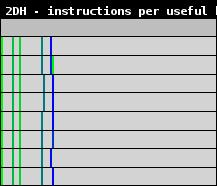 2DH - instructions per useful